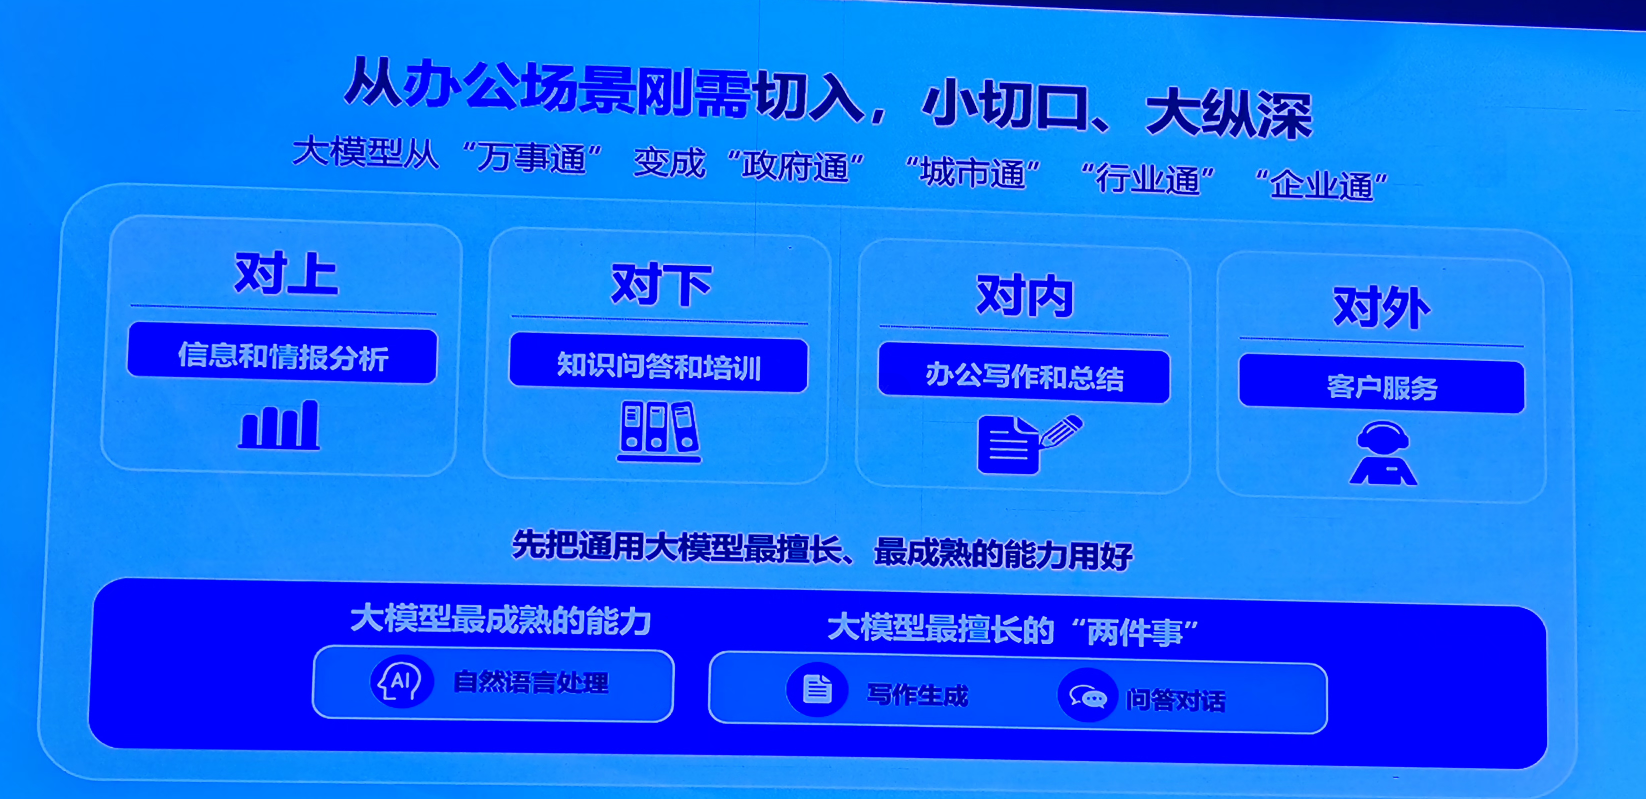 从办公场景刚需切入，小切口、大纵深
大模型从“万事通” 变成“政府通” “城市通” “行业通” “企业通”
对上
信息和情报分析
对下
知识问答和培训
对内
办公写作和总结
对外
客户服务
先把通用大模型最擅长、最成熟的能力用好
大模型最成熟的能力
AI 自然语言处理
大模型最擅长的“两件事”
写作生成 问答对话